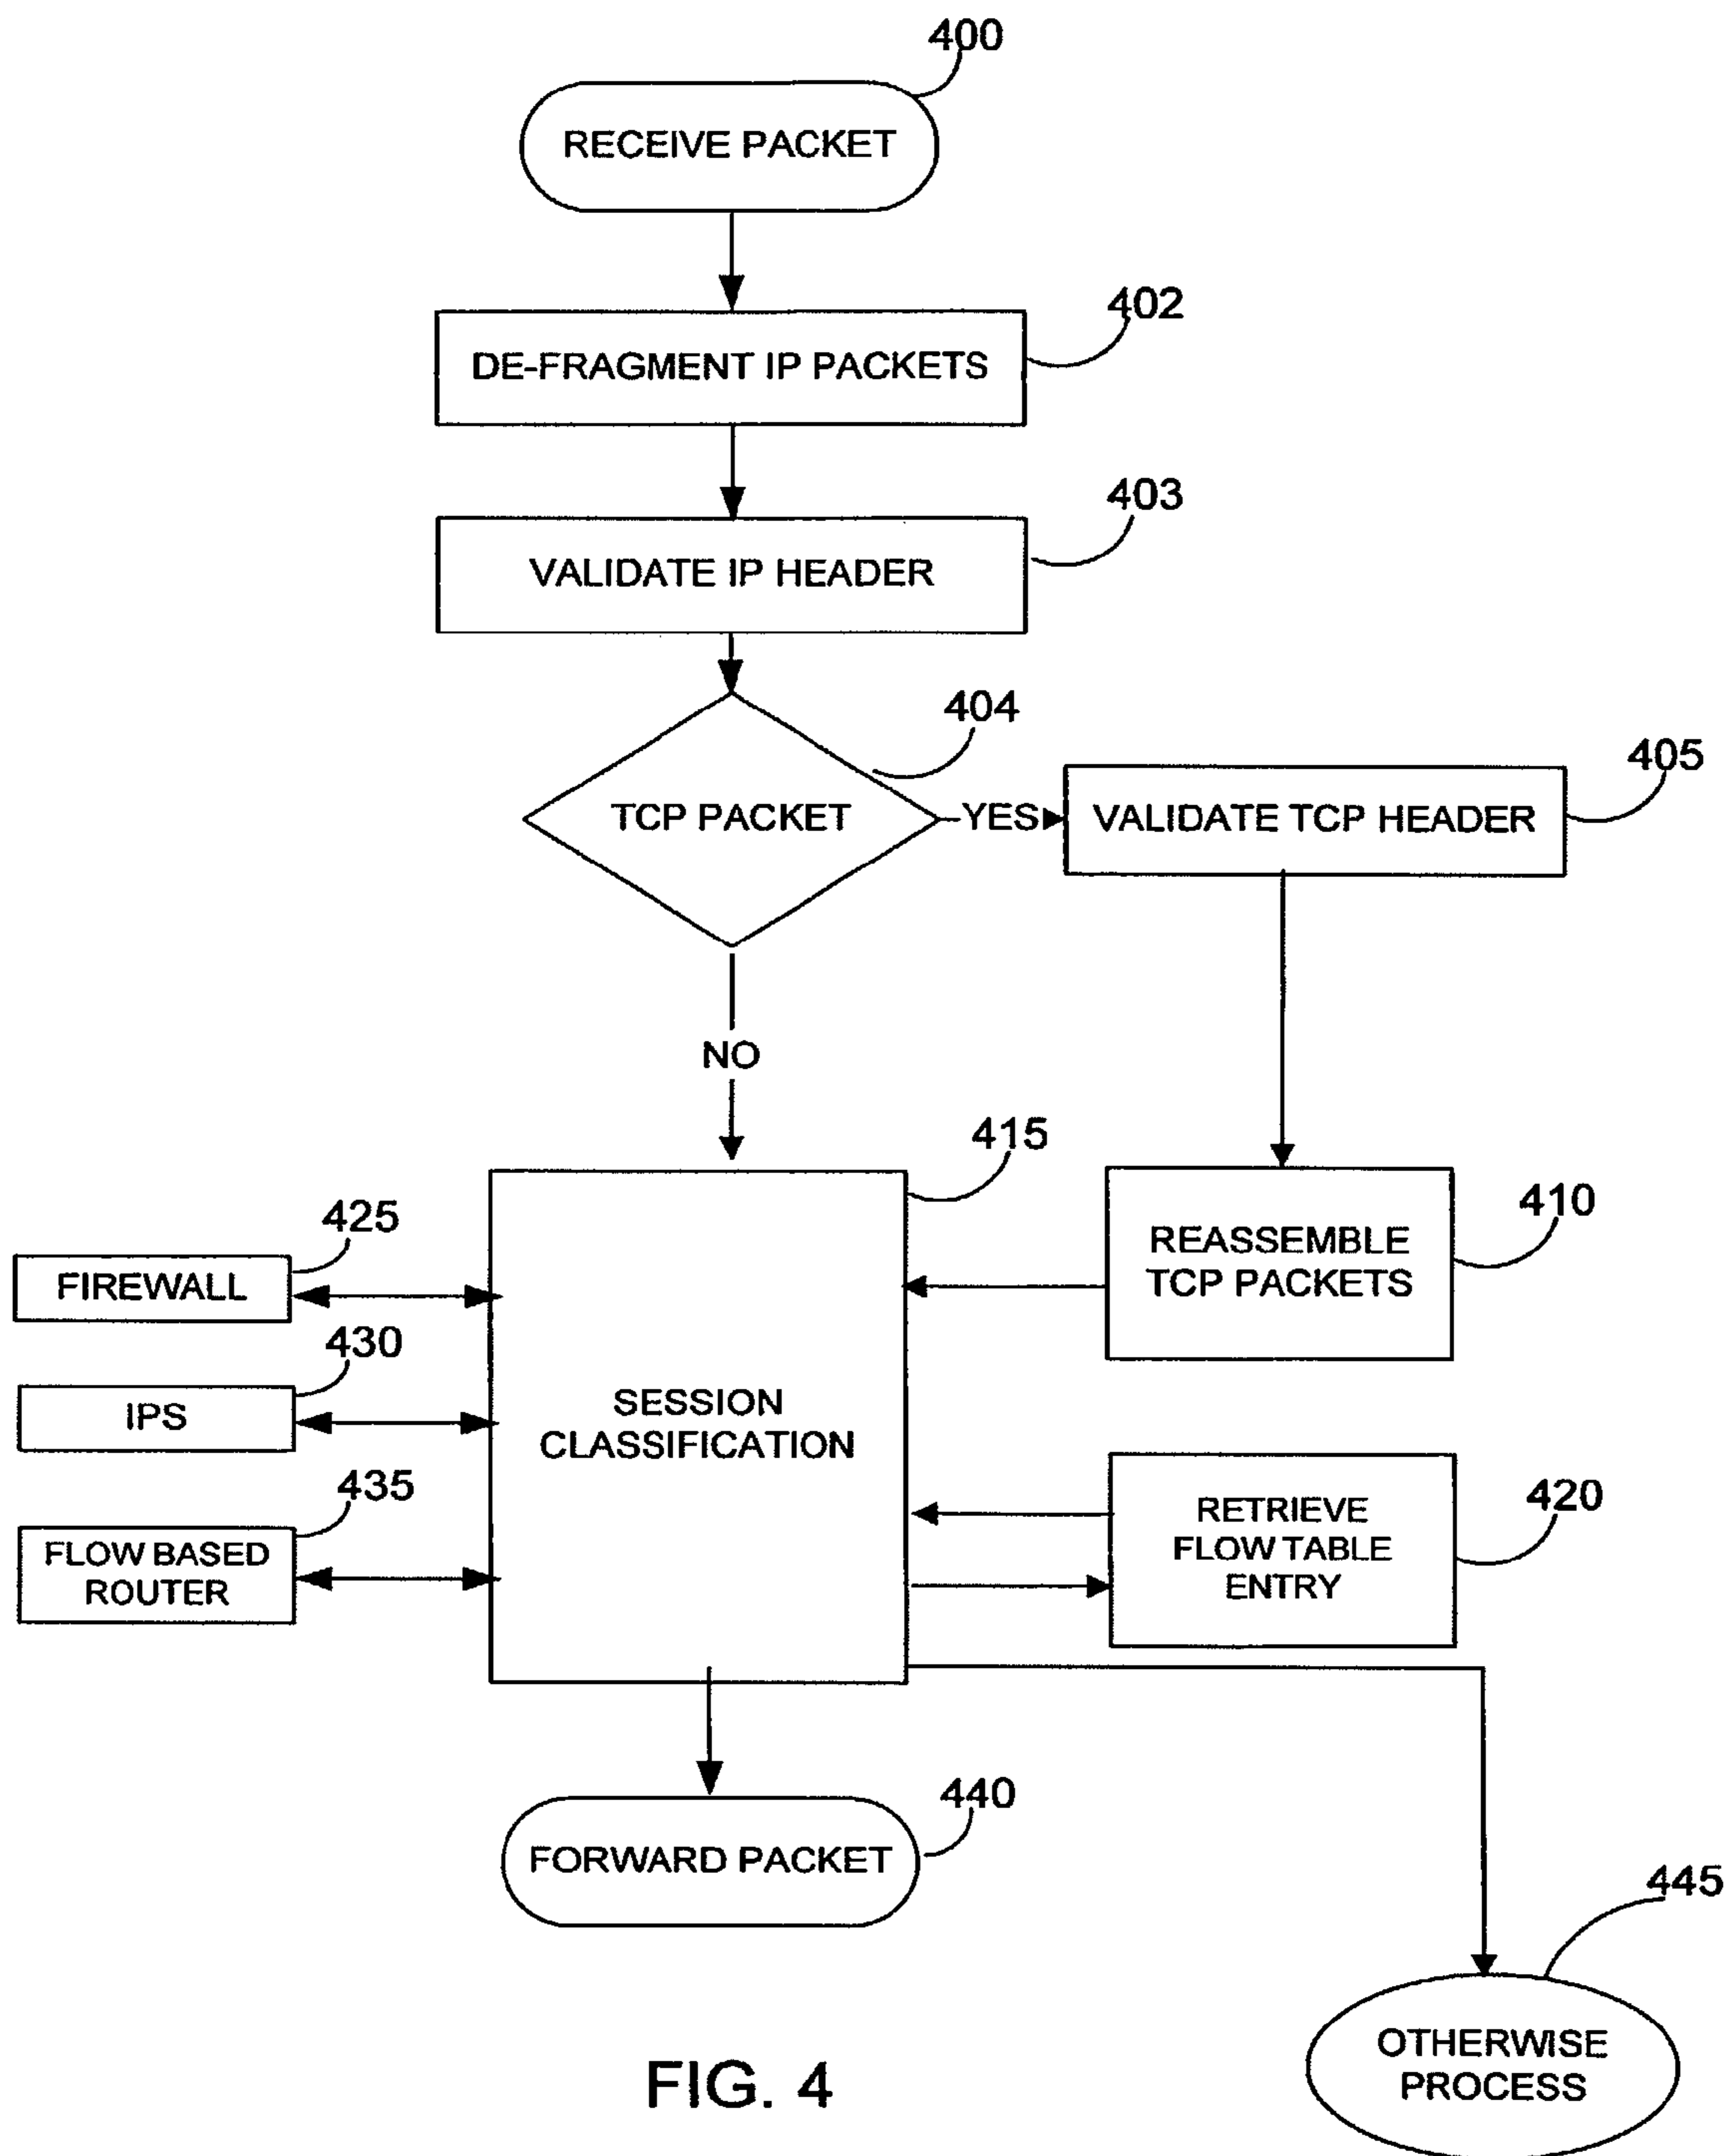 400
RECEIVE PACKET
402
DE-FRAGMENT IP PACKETS
403
VALIDATE IP HEADER
404
TCP PACKET
YES
405
VALIDATE TCP HEADER
NO
415
410
REASSEMBLE
TCP PACKETS
425
FIREWALL
430
IPS
435
FLOW BASED
ROUTER
SESSION
CLASSIFICATION
420
RETRIEVE
FLOW TABLE
ENTRY
440
FORWARD PACKET
445
OTHERWISE
PROCESS
FIG. 4